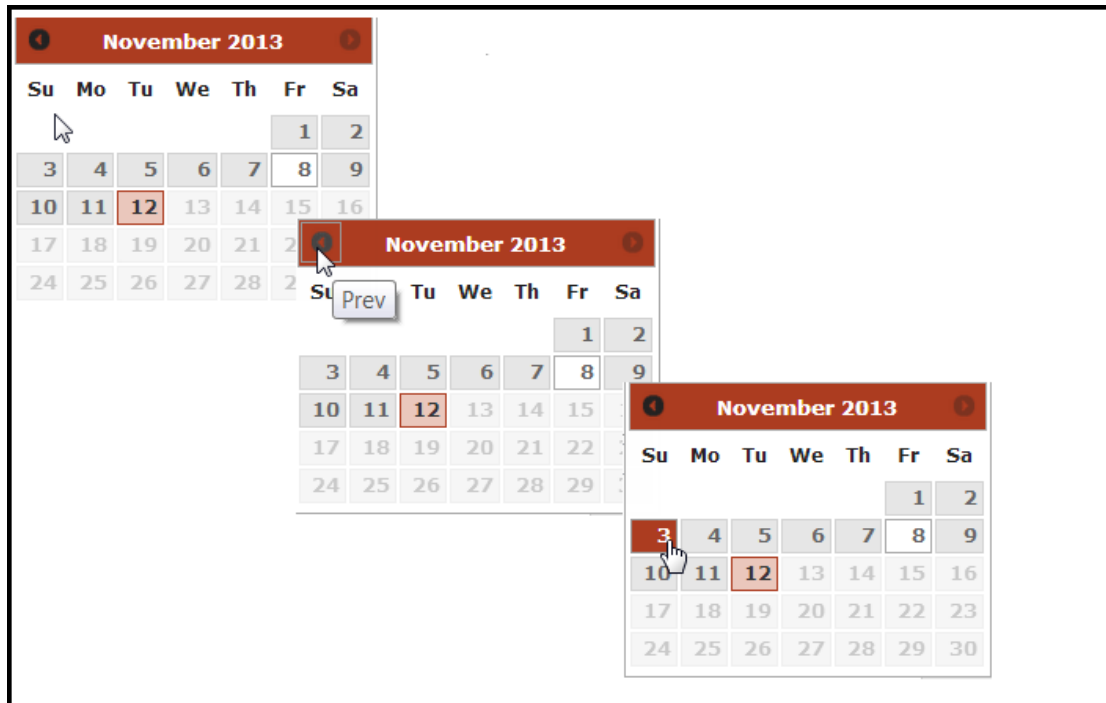 November 2013
Su Mo Tu We Th Fr Sa
1 2
3 4 5 6 7 8 9
10 11 12 13 14 15 16
17 18 19 20 21
24 25 26 27 28
November 2013
Prev
Tu We Th Fr Sa
1 2
3 4 5 6 7 8 9
10 11 12 13 14 15
17 18 19 20 21 22
24 25 26 27 28 29
November 2013
Su Mo Tu We Th Fr Sa
1 2
3 4 5 6 7 8 9
10 11 12 13 14 15 16
17 18 19 20 21 22 23
24 25 26 27 28 29 30